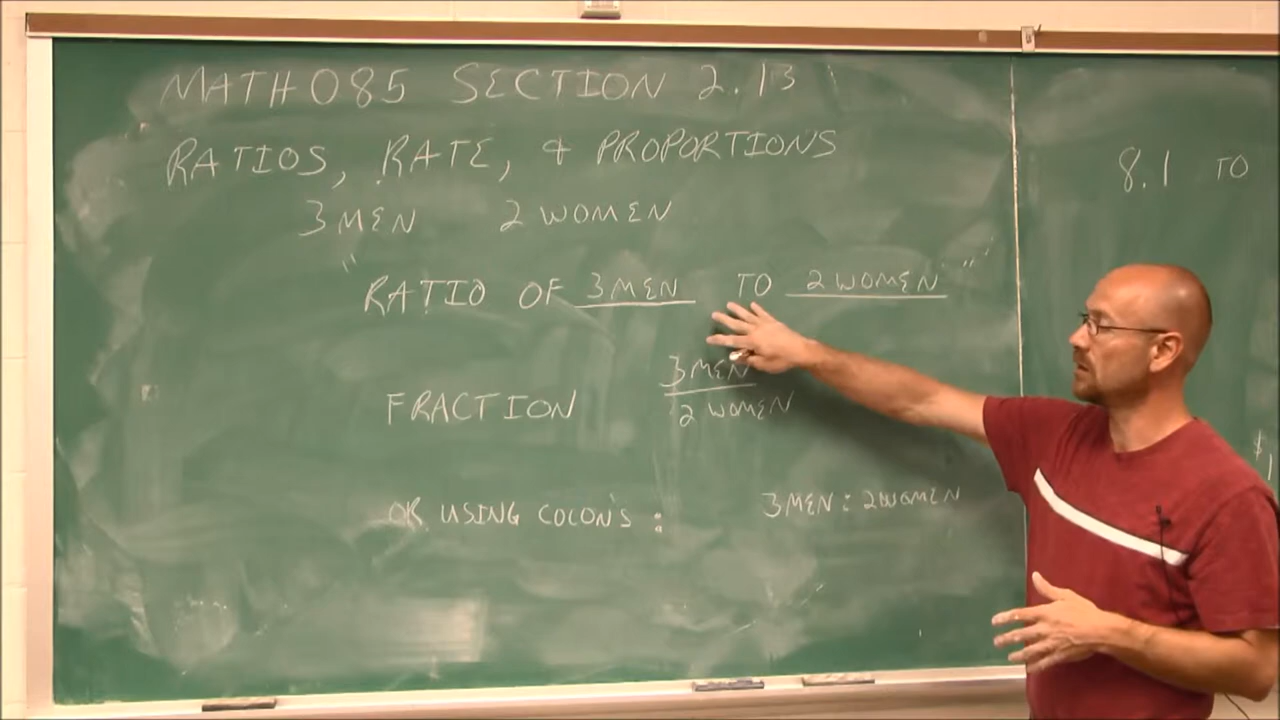 MATH 085 SECTION 2.13
RATIOS, RATE, & PROPORTIONS
3 MEN 2 WOMEN
"RATIO OF 3 MEN TO 2 WOMEN"
FRACTION
3 MEN
2 WOMEN
OR USING COLON'S : 3 MEN : 2 WOMEN
8.1 TO
$1